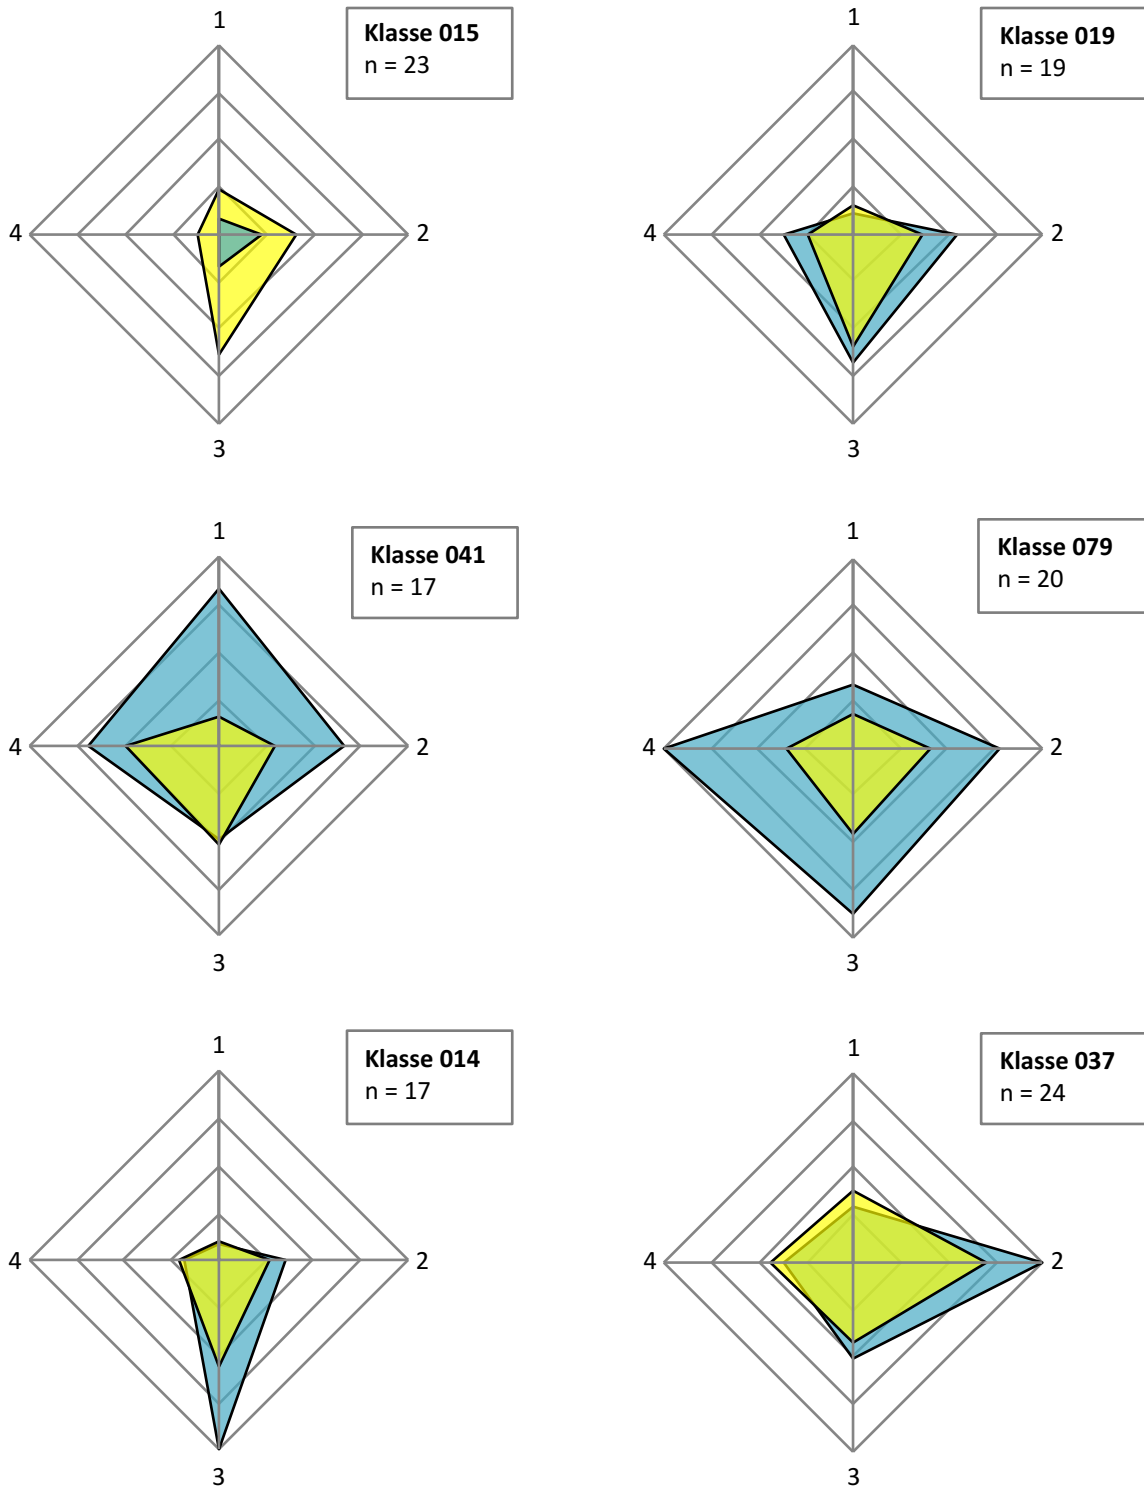 1
Klasse 015
n = 23
4
2
3
1
Klasse 019
n = 19
4
2
3
1
Klasse 041
n = 17
4
2
3
1
Klasse 079
n = 20
4
2
3
1
Klasse 014
n = 17
4
2
3
1
Klasse 037
n = 24
4
2
3